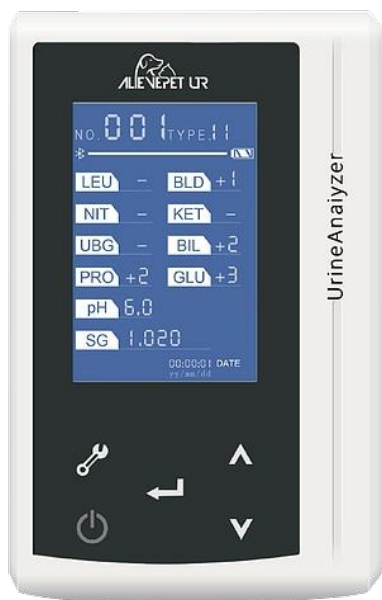 ALIEVEPET UR
NO. 001 TYPE.11
LEU - BLD +1
NIT - KET -
UBG - BIL +2
PRO +2 GLU +3
pH 6.0
SG 1.020
00:00:01 DATE
yy/mm/dd
UrineAnaiyzer